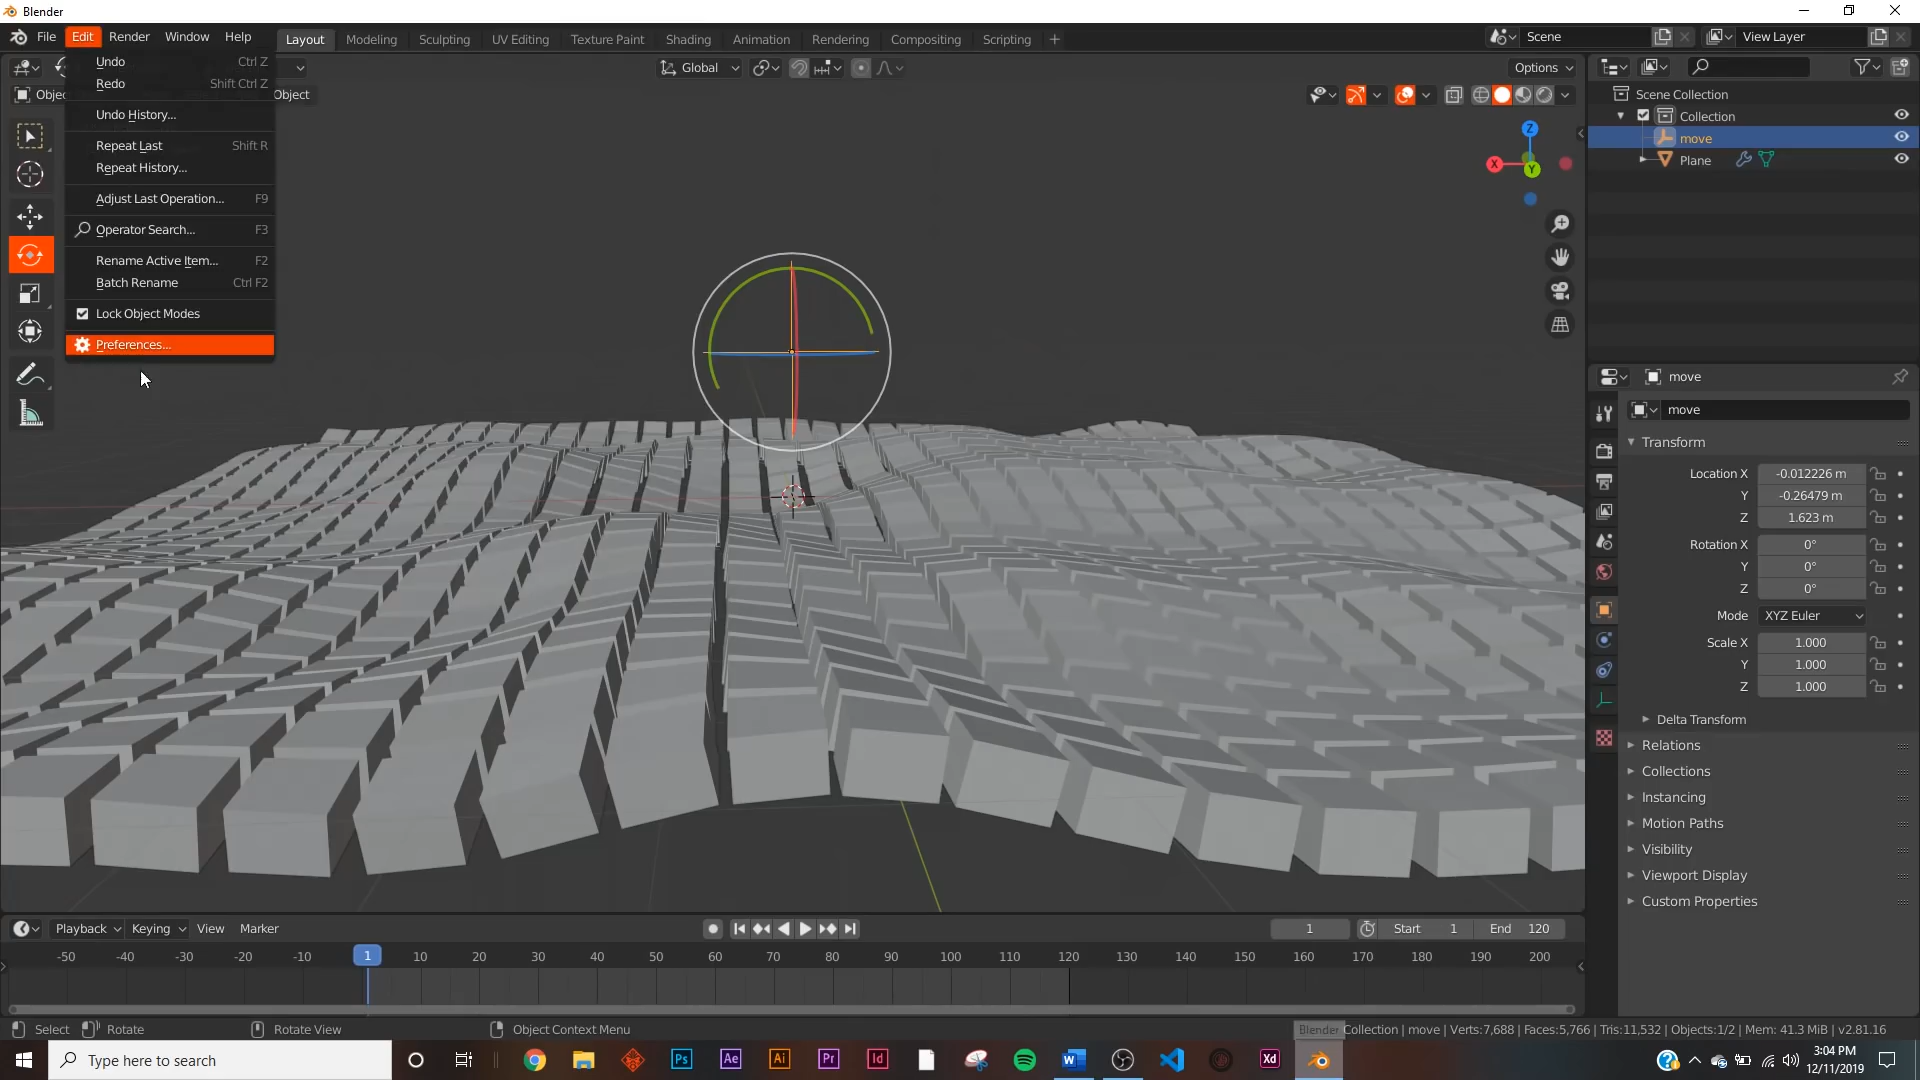 Blender
File Edit Render Window Help Layout Modeling Sculpting UV Editing Texture Paint Shading Animation Rendering Compositing Scripting + Scene View Layer
Global Options
Object
Undo Ctrl Z
Redo Shift Ctrl Z
Undo History...
Repeat Last Shift R
Repeat History...
Adjust Last Operation... F9
Operator Search... F3
Rename Active Item... F2
Batch Rename Ctrl F2
Lock Object Modes
Preferences...
Z
X
Y
Scene Collection
Collection
move
Plane
move
move
Transform
Location X -0.012226 m
Y -0.26479 m
Z 1.623 m
Rotation X 0°
Y 0°
Z 0°
Mode XYZ Euler
Scale X 1.000
Y 1.000
Z 1.000
Delta Transform
Relations
Collections
Instancing
Motion Paths
Visibility
Viewport Display
Custom Properties
Playback Keying View Marker 1 Start 1 End 120
-50 -40 -30 -20 -10 1 10 20 30 40 50 60 70 80 90 100 110 120 130 140 150 160 170 180 190 200
Select Rotate Rotate View Object Context Menu Blender Collection | move | Verts:7,688 | Faces:5,766 | Tris:11,532 | Objects:1/2 | Mem: 41.3 MiB | v2.81.16
Type here to search Ps Ae Ai Pr Id W Xd
3:04 PM
12/11/2019